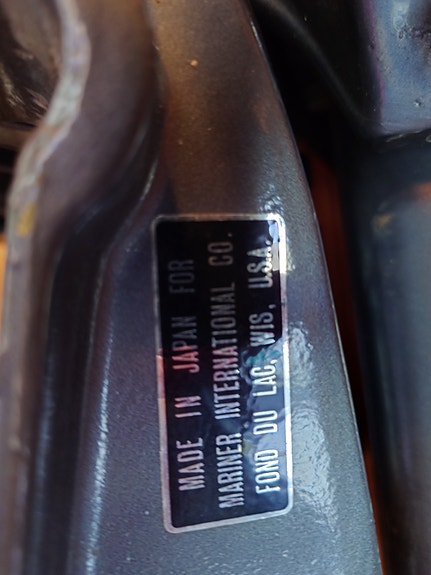 MADE IN JAPAN FOR
MARINER INTERNATIONAL CO.
FOND DU LAC, WIS, U.S.A.